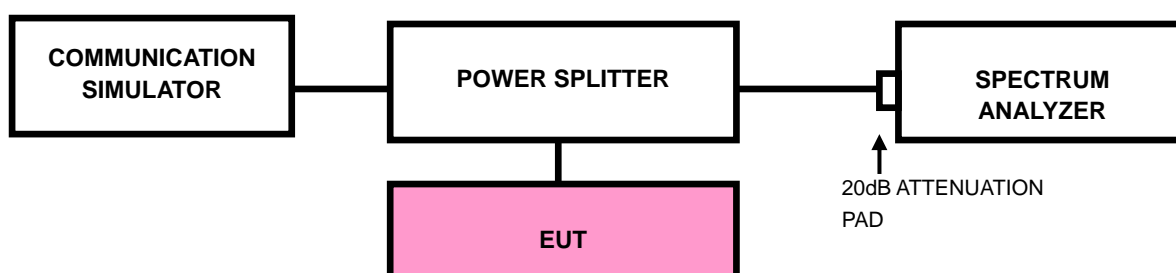 COMMUNICATION
SIMULATOR
POWER SPLITTER
SPECTRUM
ANALYZER
20dB ATTENUATION
PAD
EUT